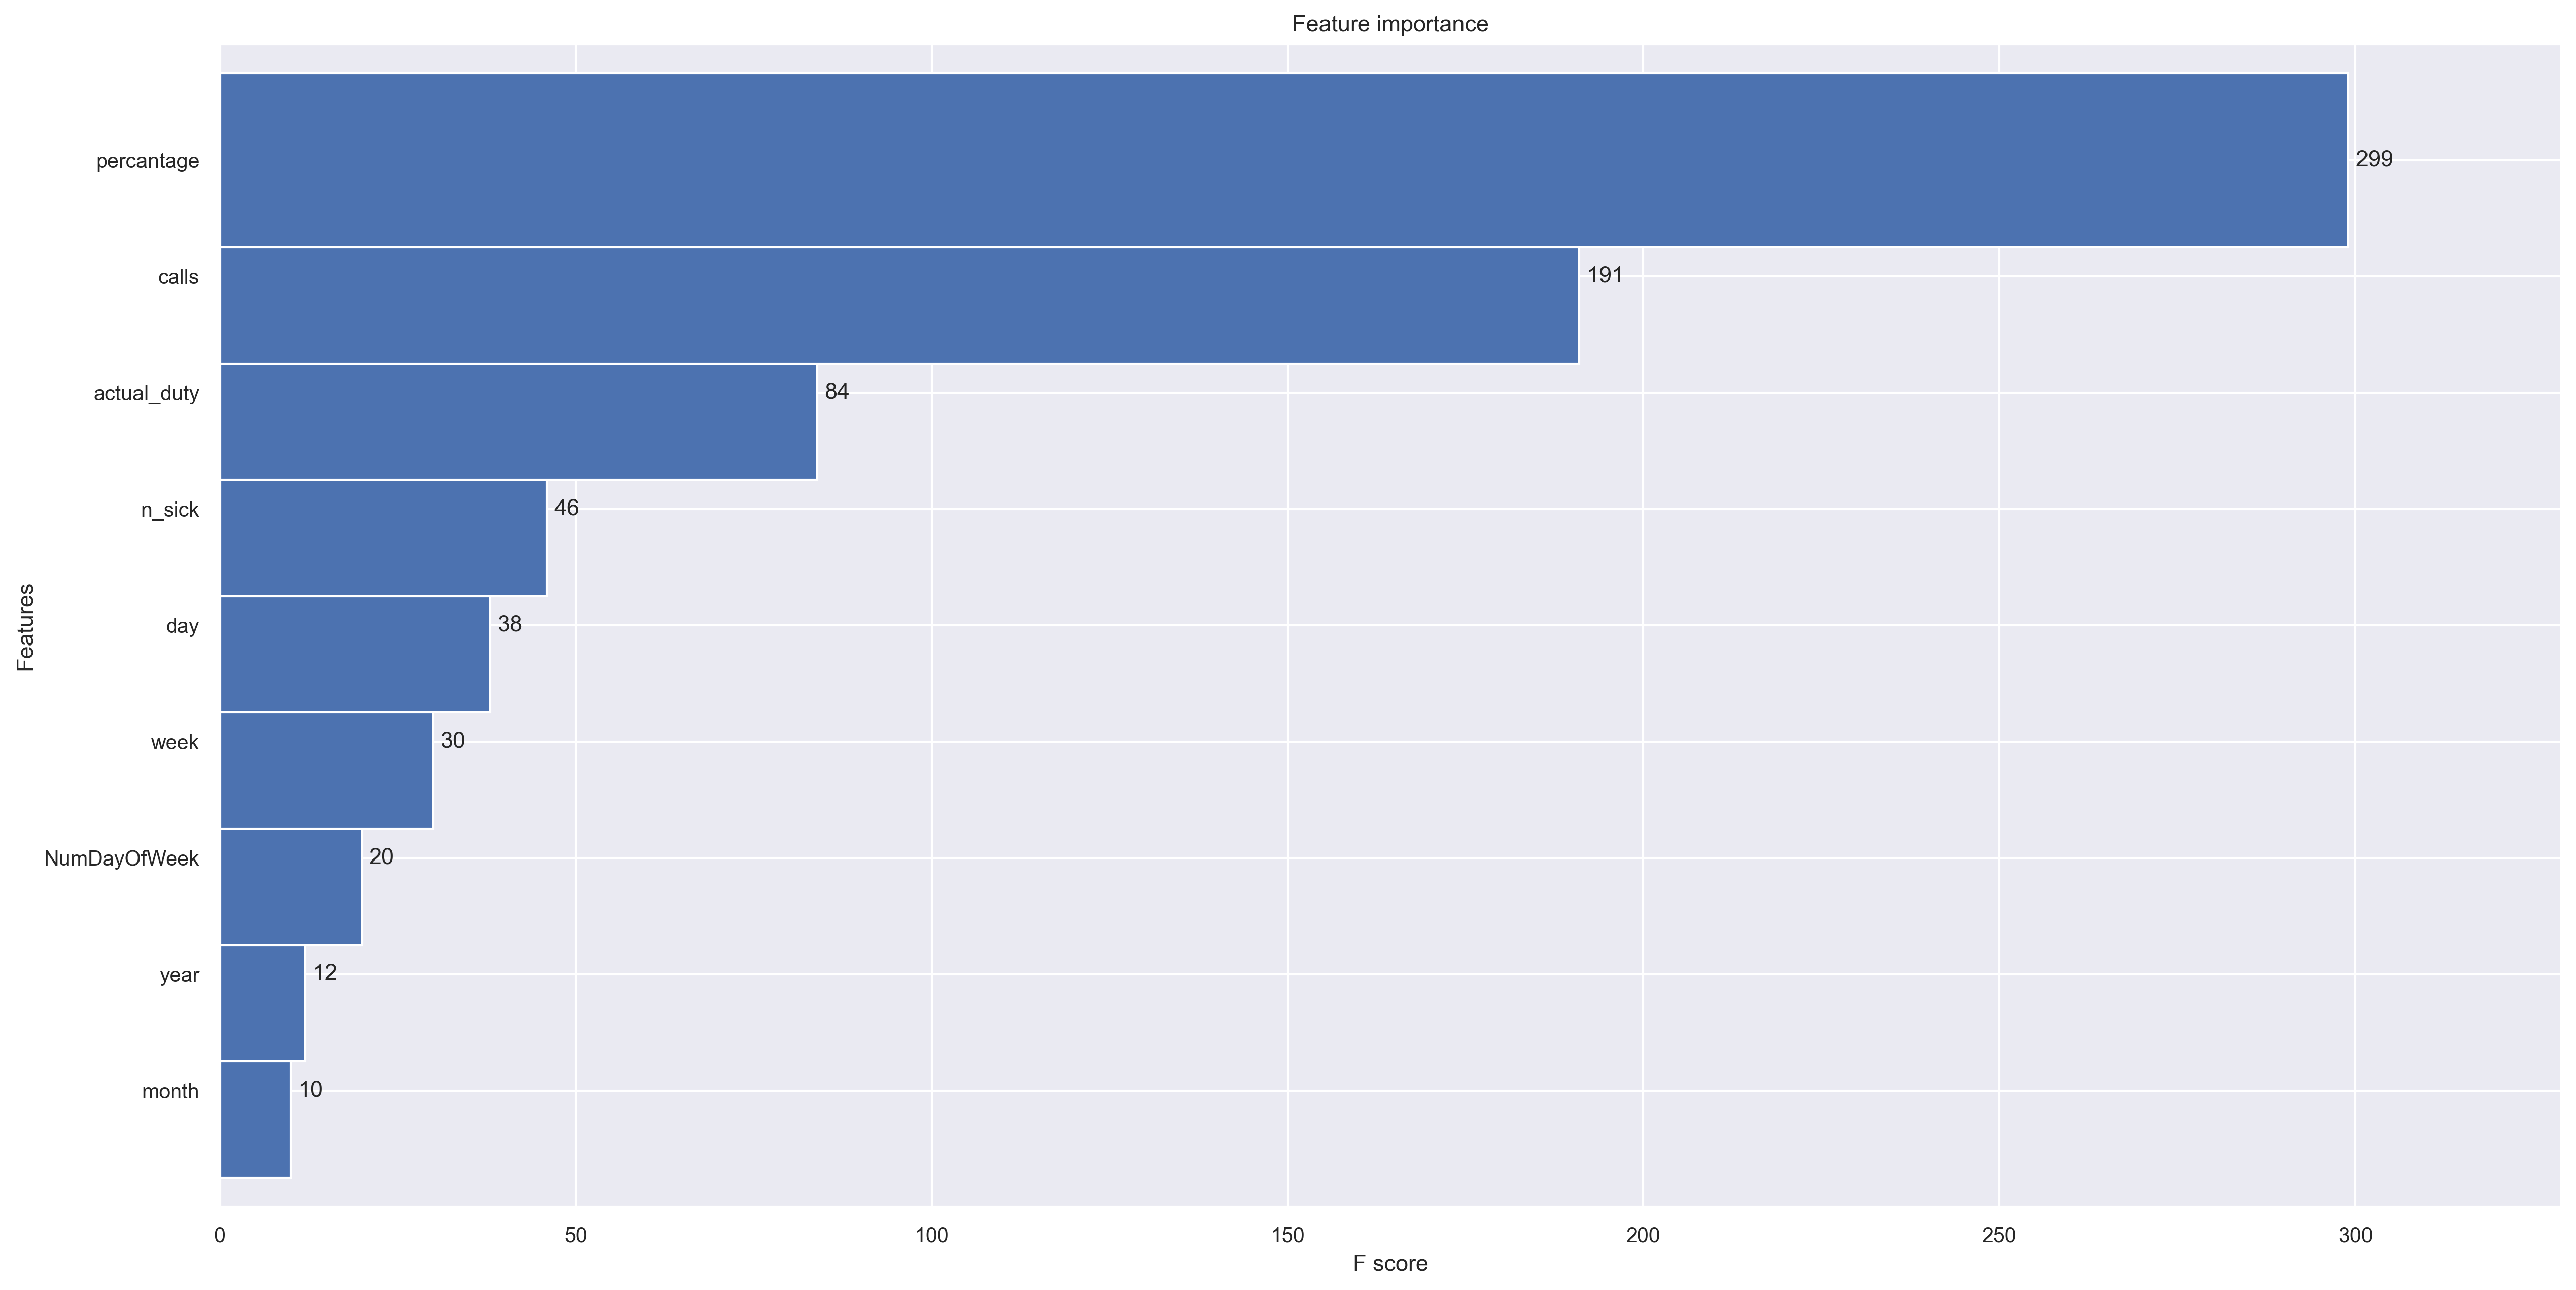 Feature importance
Features
percantage
299
calls
191
actual_duty
84
n_sick
46
day
38
week
30
NumDayOfWeek
20
year
12
month
10
0 50 100 150 200 250 300
F score